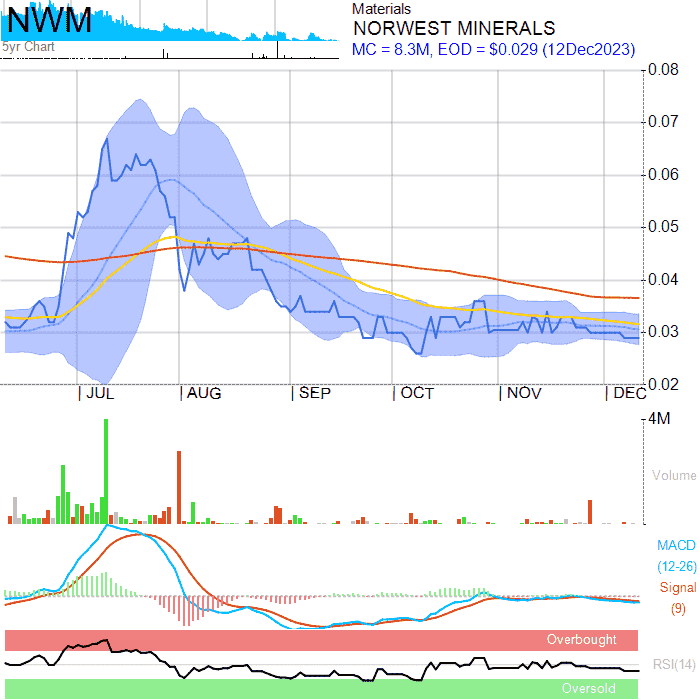 NWM
5yr Chart
Materials
NORWEST MINERALS
MC = 8.3M, EOD = $0.029 (12Dec2023)
0.08
0.07
0.06
0.05
0.04
0.03
0.02
JUL
AUG
SEP
OCT
NOV
DEC
4M
Volume
MACD
(12-26)
Signal
(9)
Overbought
RSI(14)
Oversold